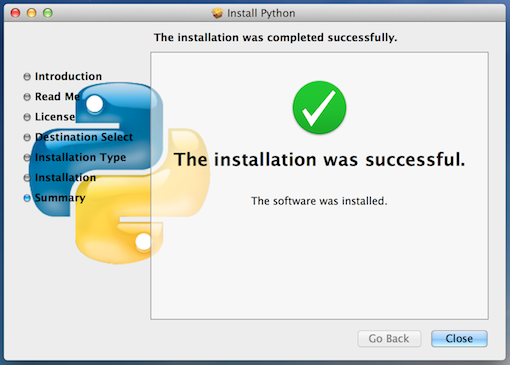 Install Python
The installation was completed successfully.
Introduction
Read Me
License
Destination Select
Installation Type
Installation
Summary
The installation was successful.
The software was installed.
Go Back
Close